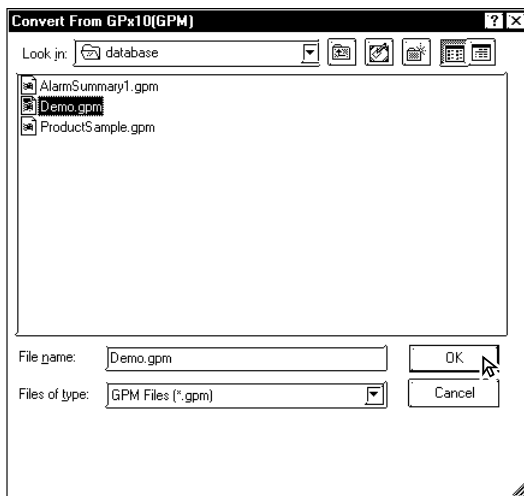 Convert From GPx10(GPM)
Look in: database
AlarmSummary1.gpm
Demo.gpm
ProductSample.gpm
File name: Demo.gpm OK
Files of type: GPM Files (*.gpm) Cancel